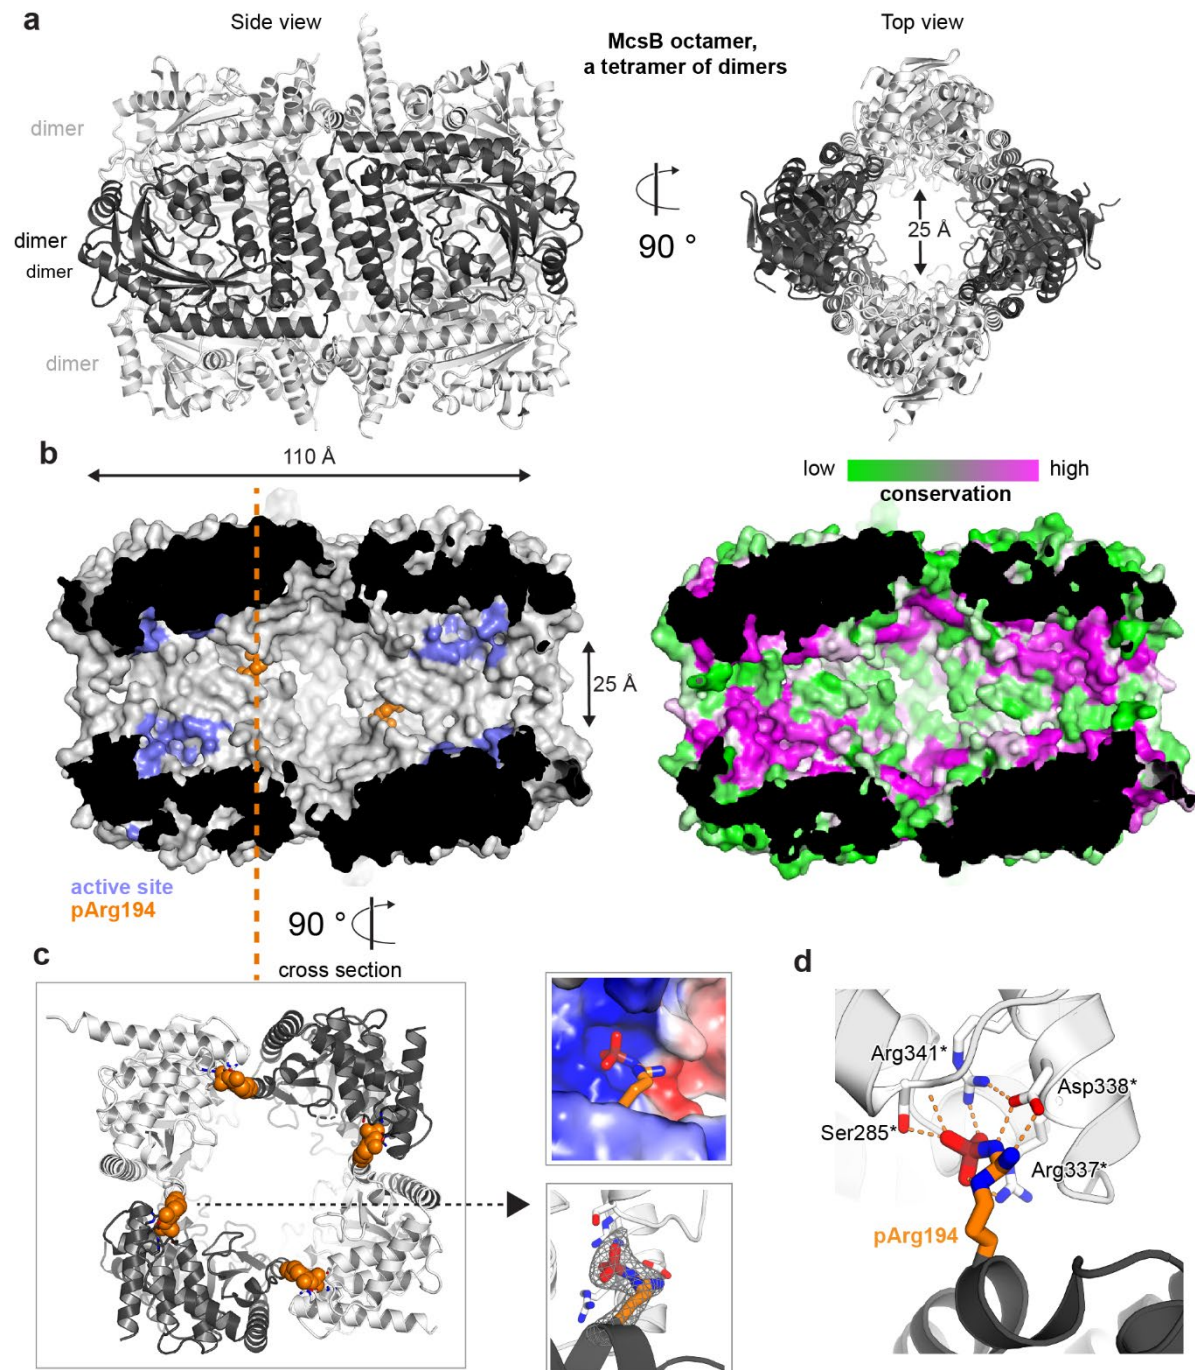 a
Side view
McsB octamer,
a tetramer of dimers
Top view
dimer
dimer
dimer
dimer
90 °
25 Å
b
110 Å
low
high
conservation
25 Å
active site
pArg194
90 °
cross section
c
d
Arg341*
Asp338*
Ser285*
Arg337*
pArg194